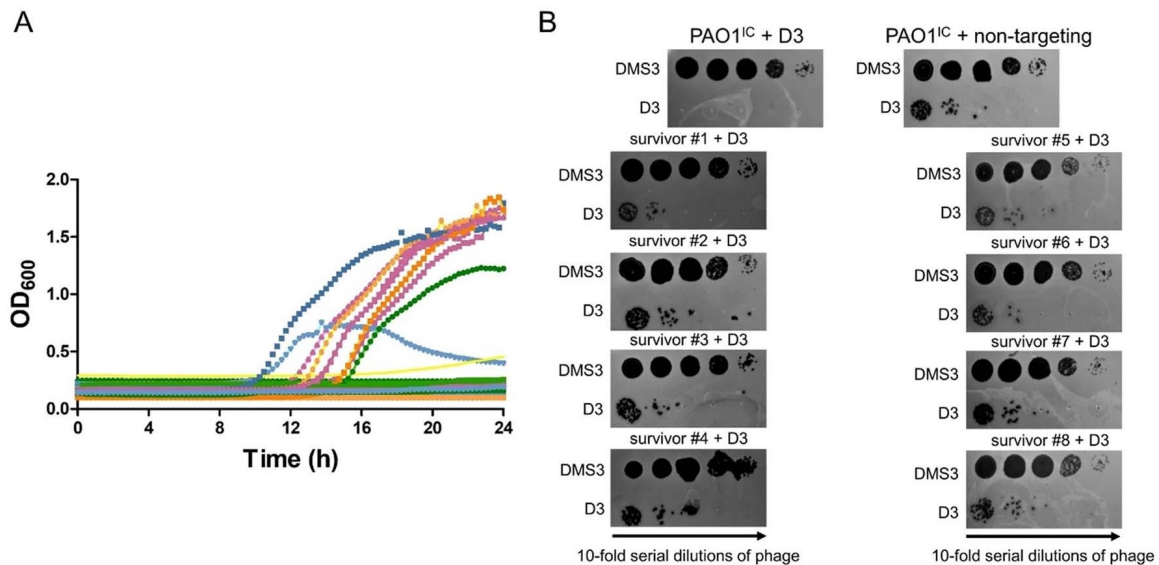 A
B
OD600
2.0
1.5
1.0
0.5
0.0
0 4 8 12 16 20 24
Time (h)
PAO1IC + D3
DMS3
D3
PAO1IC + non-targeting
DMS3
D3
survivor #1 + D3
DMS3
D3
survivor #2 + D3
DMS3
D3
survivor #3 + D3
DMS3
D3
survivor #4 + D3
DMS3
D3
10-fold serial dilutions of phage
survivor #5 + D3
DMS3
D3
survivor #6 + D3
DMS3
D3
survivor #7 + D3
DMS3
D3
survivor #8 + D3
DMS3
D3
10-fold serial dilutions of phage